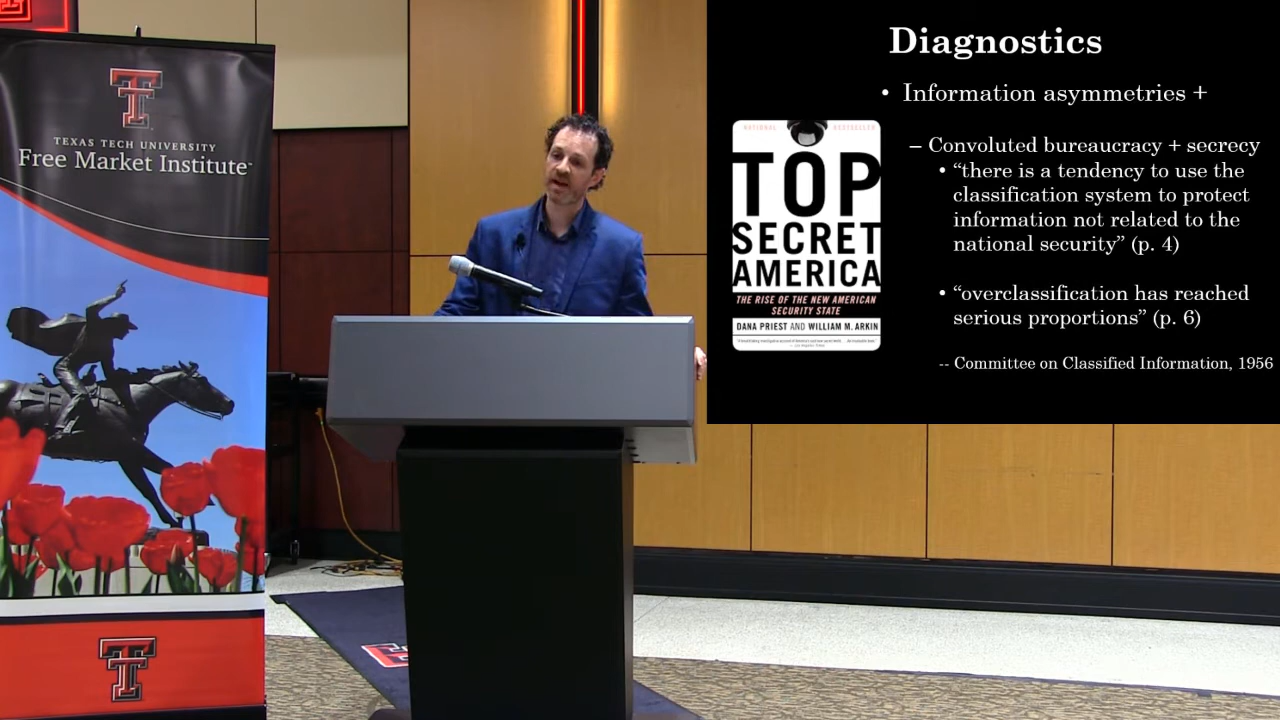 TEXAS TECH UNIVERSITY
Free Market Institute
Diagnostics
• Information asymmetries +
– Convoluted bureaucracy + secrecy
• “there is a tendency to use the
classification system to protect
information not related to the
national security” (p. 4)
• “overclassification has reached
serious proportions” (p. 6)
-- Committee on Classified Information, 1956
NATIONAL BESTSELLER
TOP
SECRET
AMERICA
THE RISE OF THE NEW AMERICAN
SECURITY STATE
DANA PRIEST AND WILLIAM M. ARKIN